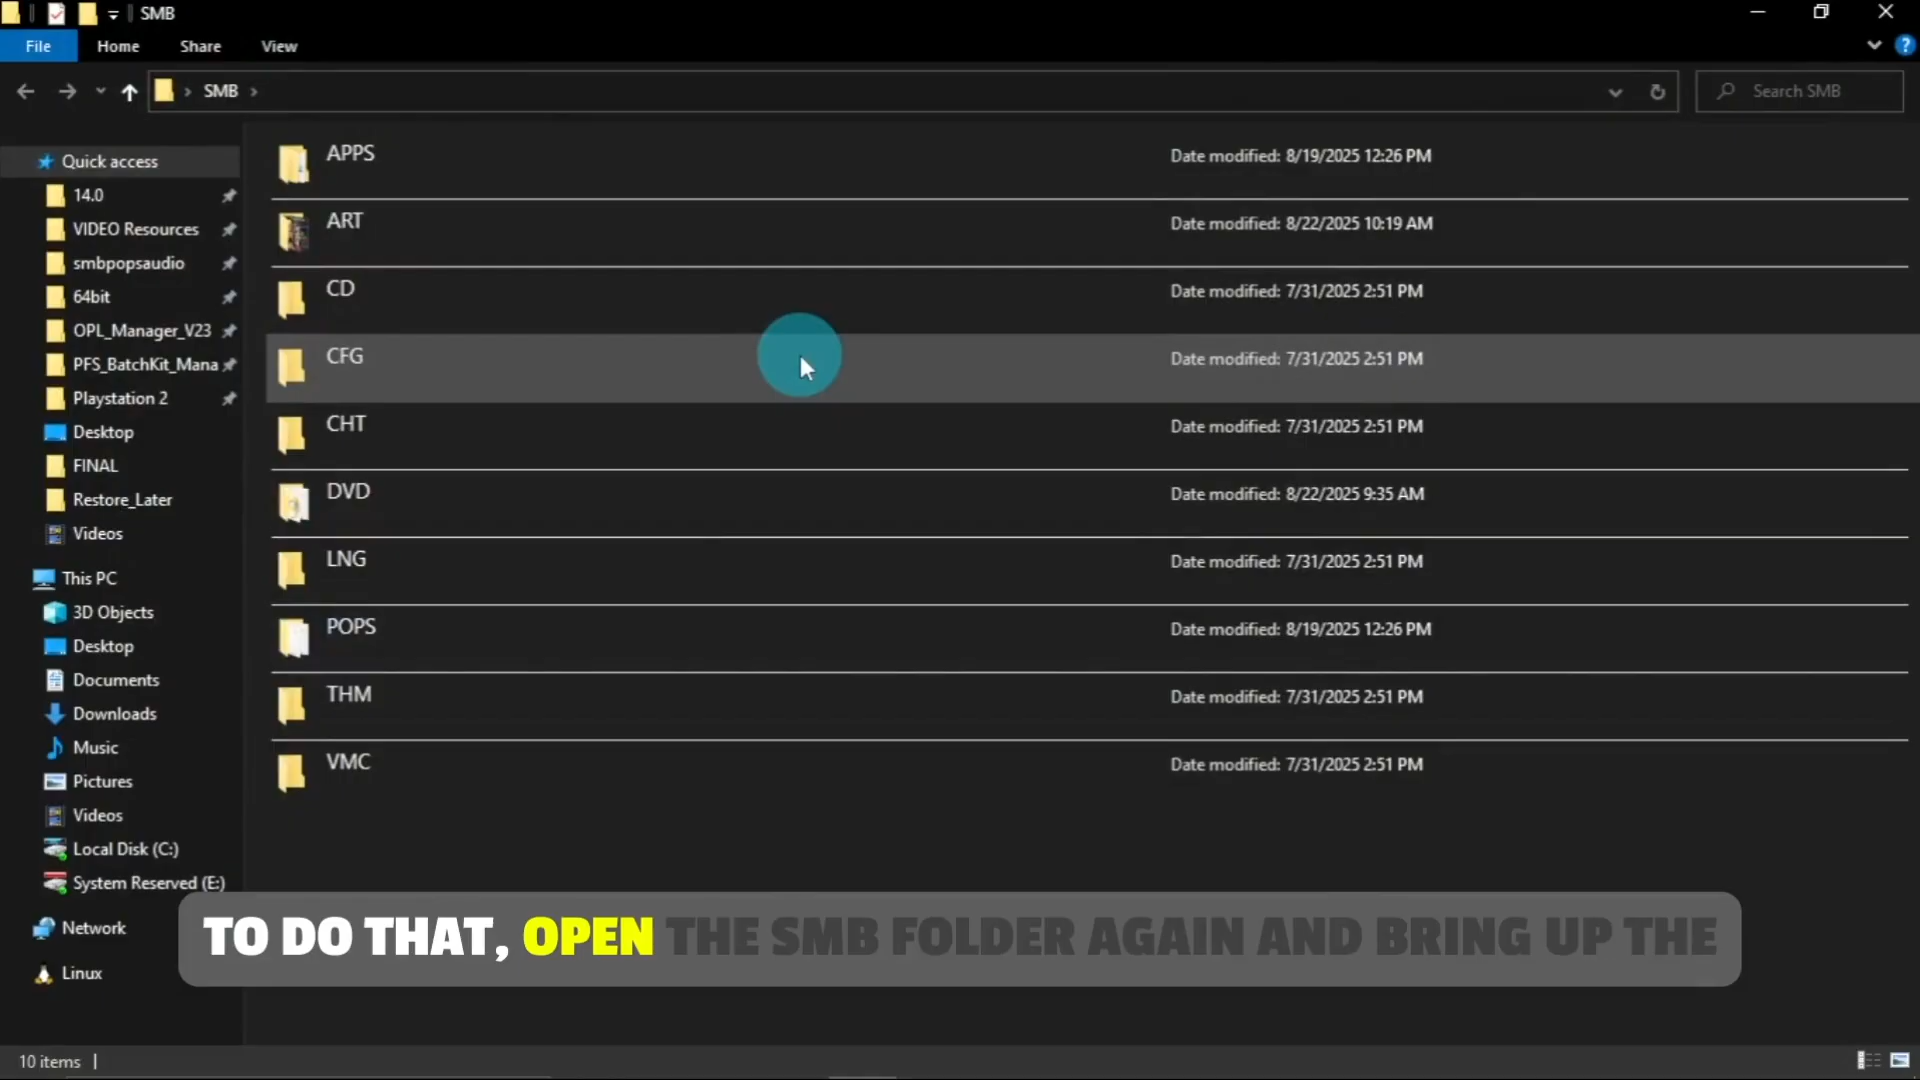 SMB
File Home Share View
SMB
Search SMB
Quick access
14.0
VIDEO Resources
smbpopsaudio
64bit
OPL_Manager_V23
PFS_BatchKit_Mana
Playstation 2
Desktop
FINAL
Restore_Later
Videos
This PC
3D Objects
Desktop
Documents
Downloads
Music
Pictures
Videos
Local Disk (C:)
System Reserved (E:)
Network
Linux
APPS Date modified: 8/19/2025 12:26 PM
ART Date modified: 8/22/2025 10:19 AM
CD Date modified: 7/31/2025 2:51 PM
CFG Date modified: 7/31/2025 2:51 PM
CHT Date modified: 7/31/2025 2:51 PM
DVD Date modified: 8/22/2025 9:35 AM
LNG Date modified: 7/31/2025 2:51 PM
POPS Date modified: 8/19/2025 12:26 PM
THM Date modified: 7/31/2025 2:51 PM
VMC Date modified: 7/31/2025 2:51 PM
TO DO THAT, OPEN THE SMB FOLDER AGAIN AND BRING UP THE
10 items